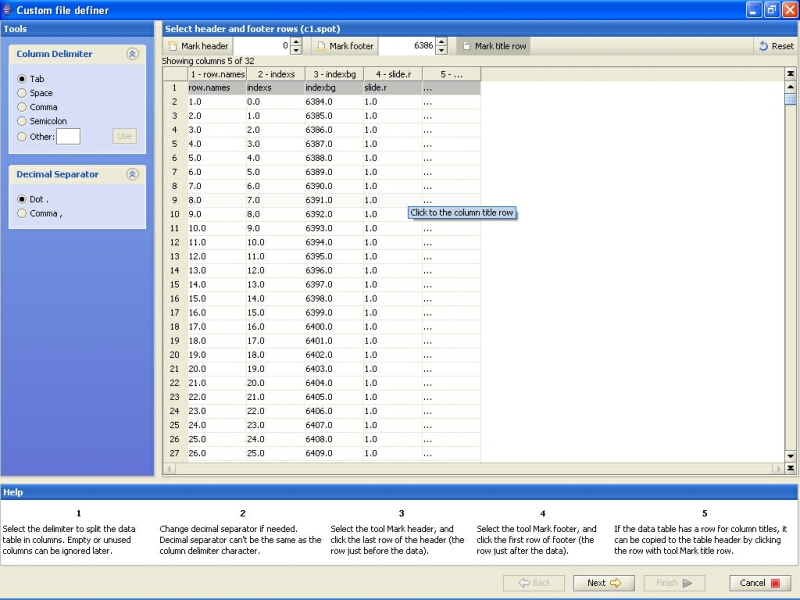 Custom file definer
Tools
Column Delimiter
Tab
Space
Comma
Semicolon
Other:
Use
Decimal Separator
Dot .
Comma ,
Select header and footer rows (c1.spot)
Mark header 0 Mark footer 6386 Mark title row Reset
Showing columns 5 of 32
1 - row.names 2 - indexs 3 - indexbg 4 - slide.r 5 - ...
1 row.names indexs indexbg slide.r ...
2 1.0 0.0 6384.0 1.0 ...
3 2.0 1.0 6385.0 1.0 ...
4 3.0 2.0 6386.0 1.0 ...
5 4.0 3.0 6387.0 1.0 ...
6 5.0 4.0 6388.0 1.0 ...
7 6.0 5.0 6389.0 1.0 ...
8 7.0 6.0 6390.0 1.0 ...
9 8.0 7.0 6391.0 1.0 ...
10 9.0 8.0 6392.0 1.0
Click to the column title row
11 10.0 9.0 6393.0 1.0 ...
12 11.0 10.0 6394.0 1.0 ...
13 12.0 11.0 6395.0 1.0 ...
14 13.0 12.0 6396.0 1.0 ...
15 14.0 13.0 6397.0 1.0 ...
16 15.0 14.0 6398.0 1.0 ...
17 16.0 15.0 6399.0 1.0 ...
18 17.0 16.0 6400.0 1.0 ...
19 18.0 17.0 6401.0 1.0 ...
20 19.0 18.0 6402.0 1.0 ...
21 20.0 19.0 6403.0 1.0 ...
22 21.0 20.0 6404.0 1.0 ...
23 22.0 21.0 6405.0 1.0 ...
24 23.0 22.0 6406.0 1.0 ...
25 24.0 23.0 6407.0 1.0 ...
26 25.0 24.0 6408.0 1.0 ...
27 26.0 25.0 6409.0 1.0 ...
Help
1
Select the delimiter to split the data
table in columns. Empty or unused
columns can be ignored later.
2
Change decimal separator if needed.
Decimal separator can't be the same as the
column delimiter character.
3
Select the tool Mark header, and
click the last row of the header (the
row just before the data).
4
Select the tool Mark footer, and
click the first row of footer (the
row just after the data).
5
If the data table has a row for column titles, it
can be copied to the table header by clicking
the row with tool Mark title row.
Back Next Finish Cancel